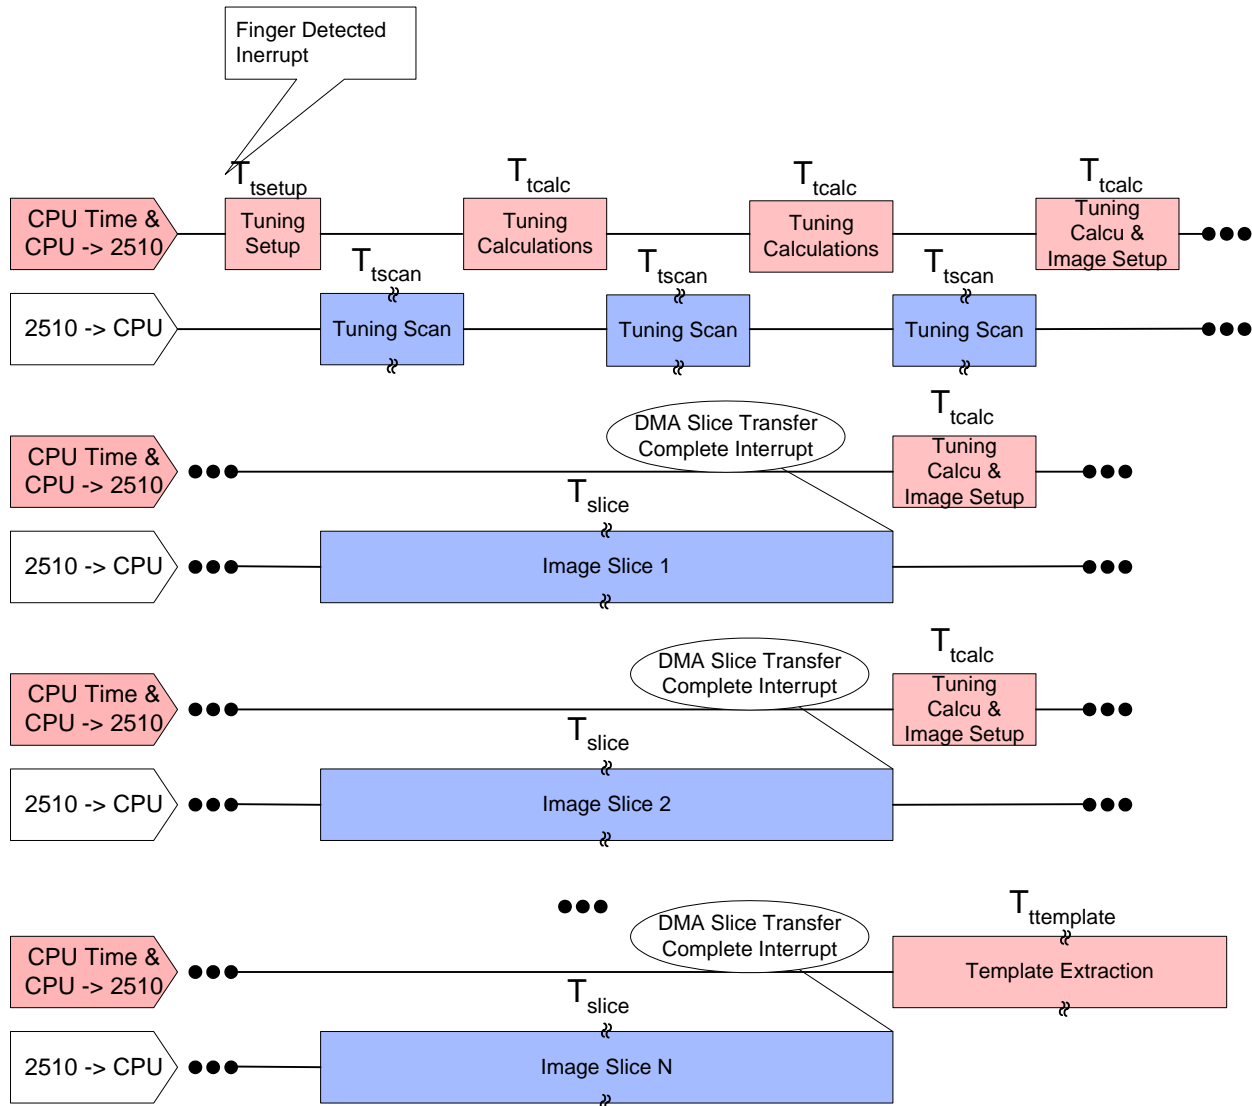 Finger Detected
Inerrupt
T tsetup
T tcalc
T tcalc
T tcalc
CPU Time &
CPU -> 2510
Tuning
Setup
Tuning
Calculations
Tuning
Calculations
Tuning
Calcu &
Image Setup
T tscan
T tscan
T tscan
2510 -> CPU
Tuning Scan
Tuning Scan
Tuning Scan
DMA Slice Transfer
Complete Interrupt
T tcalc
CPU Time &
CPU -> 2510
Tuning
Calcu &
Image Setup
T slice
2510 -> CPU
Image Slice 1
DMA Slice Transfer
Complete Interrupt
T tcalc
CPU Time &
CPU -> 2510
Tuning
Calcu &
Image Setup
T slice
2510 -> CPU
Image Slice 2
DMA Slice Transfer
Complete Interrupt
T ttemplate
CPU Time &
CPU -> 2510
Template Extraction
T slice
2510 -> CPU
Image Slice N